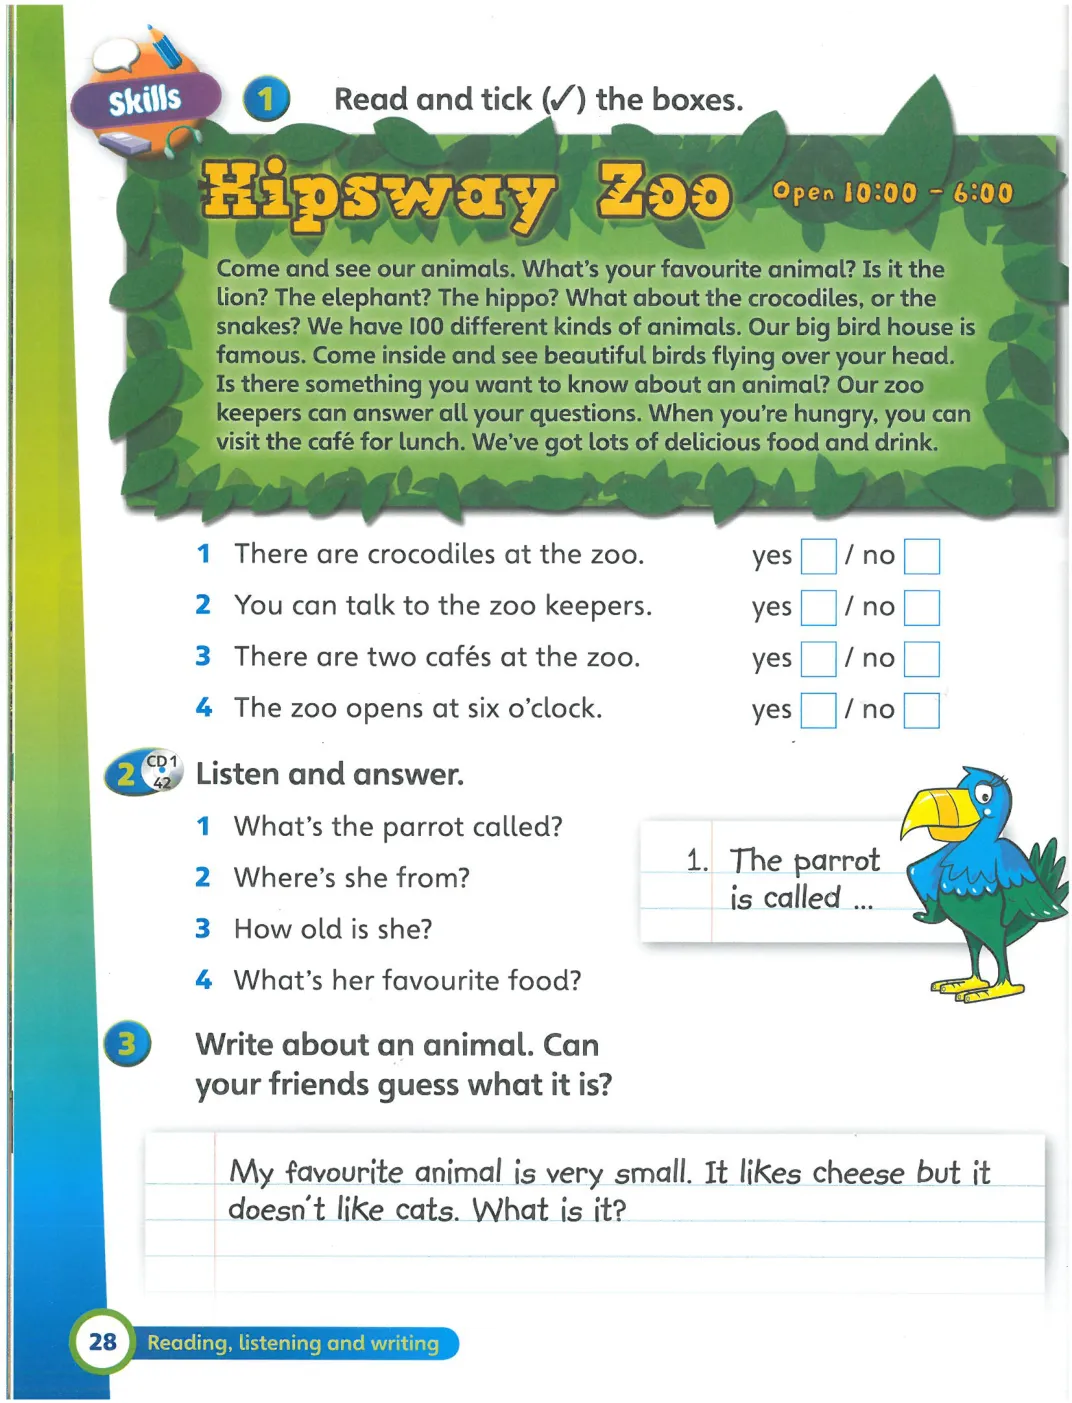 Skills
1 Read and tick (✓) the boxes.
Hipsway Zoo Open 10:00 – 6:00
Come and see our animals. What's your favourite animal? Is it the
lion? The elephant? The hippo? What about the crocodiles, or the
snakes? We have 100 different kinds of animals. Our big bird house is
famous. Come inside and see beautiful birds flying over your head.
Is there something you want to know about an animal? Our zoo
keepers can answer all your questions. When you're hungry, you can
visit the café for lunch. We've got lots of delicious food and drink.
1 There are crocodiles at the zoo. yes / no
2 You can talk to the zoo keepers. yes / no
3 There are two cafés at the zoo. yes / no
4 The zoo opens at six o'clock. yes / no
2 CD1 42 Listen and answer.
1 What's the parrot called?
2 Where's she from?
3 How old is she?
4 What's her favourite food?
1. The parrot
is called ...
3 Write about an animal. Can
your friends guess what it is?
My favourite animal is very small. It likes cheese but it
doesn't like cats. What is it?
28 Reading, listening and writing